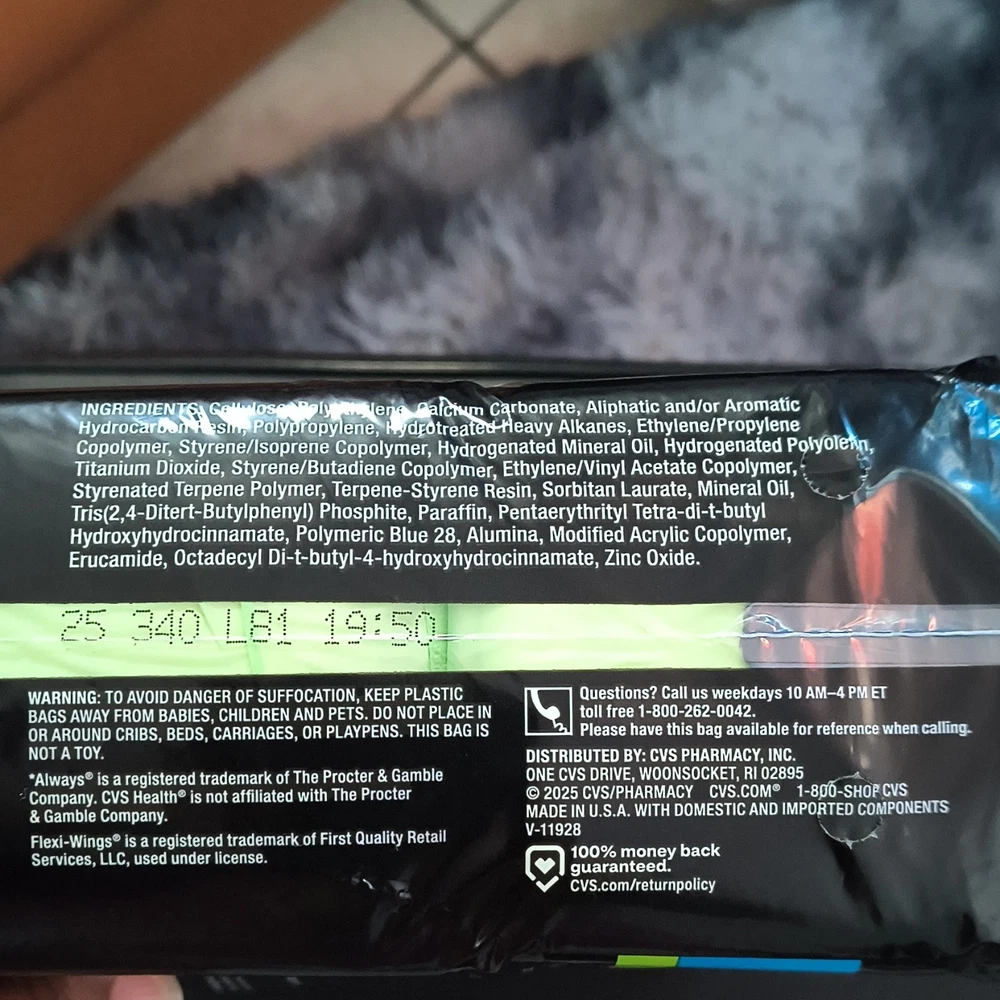 INGREDIENTS: Cellulose, Polyethylene, Calcium Carbonate, Aliphatic and/or Aromatic
Hydrocarbon Resin, Polypropylene, Hydrotreated Heavy Alkanes, Ethylene/Propylene
Copolymer, Styrene/Isoprene Copolymer, Hydrogenated Mineral Oil, Hydrogenated Polyolefin,
Titanium Dioxide, Styrene/Butadiene Copolymer, Ethylene/Vinyl Acetate Copolymer,
Styrenated Terpene Polymer, Terpene-Styrene Resin, Sorbitan Laurate, Mineral Oil,
Tris(2,4-Ditert-Butylphenyl) Phosphite, Paraffin, Pentaerythrityl Tetra-di-t-butyl
Hydroxyhydrocinnamate, Polymeric Blue 28, Alumina, Modified Acrylic Copolymer,
Erucamide, Octadecyl Di-t-butyl-4-hydroxyhydrocinnamate, Zinc Oxide.
25 340 L81 19:50
WARNING: TO AVOID DANGER OF SUFFOCATION, KEEP PLASTIC
BAGS AWAY FROM BABIES, CHILDREN AND PETS. DO NOT PLACE IN
OR AROUND CRIBS, BEDS, CARRIAGES, OR PLAYPENS. THIS BAG IS
NOT A TOY.
*Always® is a registered trademark of The Procter & Gamble
Company. CVS Health® is not affiliated with The Procter
& Gamble Company.
Flexi-Wings® is a registered trademark of First Quality Retail
Services, LLC, used under license.
Questions? Call us weekdays 10 AM–4 PM ET
toll free 1-800-262-0042.
Please have this bag available for reference when calling.
DISTRIBUTED BY: CVS PHARMACY, INC.
ONE CVS DRIVE, WOONSOCKET, RI 02895
© 2025 CVS/PHARMACY CVS.COM® 1-800-SHOP CVS
MADE IN U.S.A. WITH DOMESTIC AND IMPORTED COMPONENTS
V-11928
100% money back
guaranteed.
CVS.com/returnpolicy